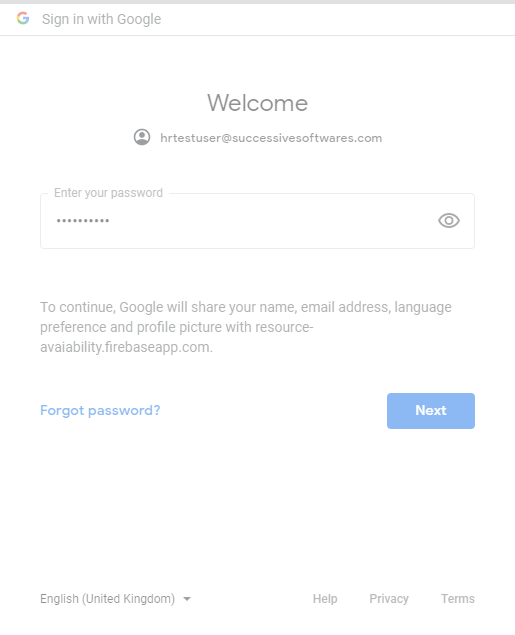 Sign in with Google
Welcome
hrtestuser@successivesoftwares.com
Enter your password
••••••••••
To continue, Google will share your name, email address, language
preference and profile picture with resource-
avaiability.firebaseapp.com.
Forgot password?
Next
English (United Kingdom)
Help
Privacy
Terms